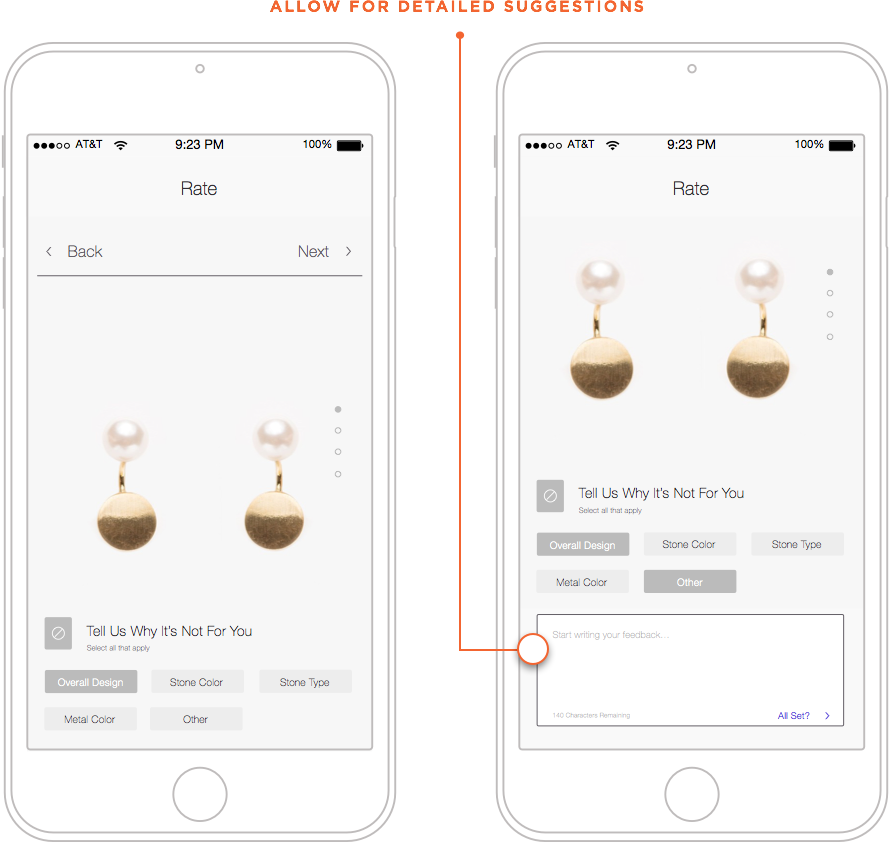 ALLOW FOR DETAILED SUGGESTIONS
AT&T 9:23 PM 100%
Rate
Back Next
Tell Us Why It's Not For You
Select all that apply
Overall Design Stone Color Stone Type
Metal Color Other
AT&T 9:23 PM 100%
Rate
Tell Us Why It's Not For You
Select all that apply
Overall Design Stone Color Stone Type
Metal Color Other
Start writing your feedback...
140 Characters Remaining All Set?